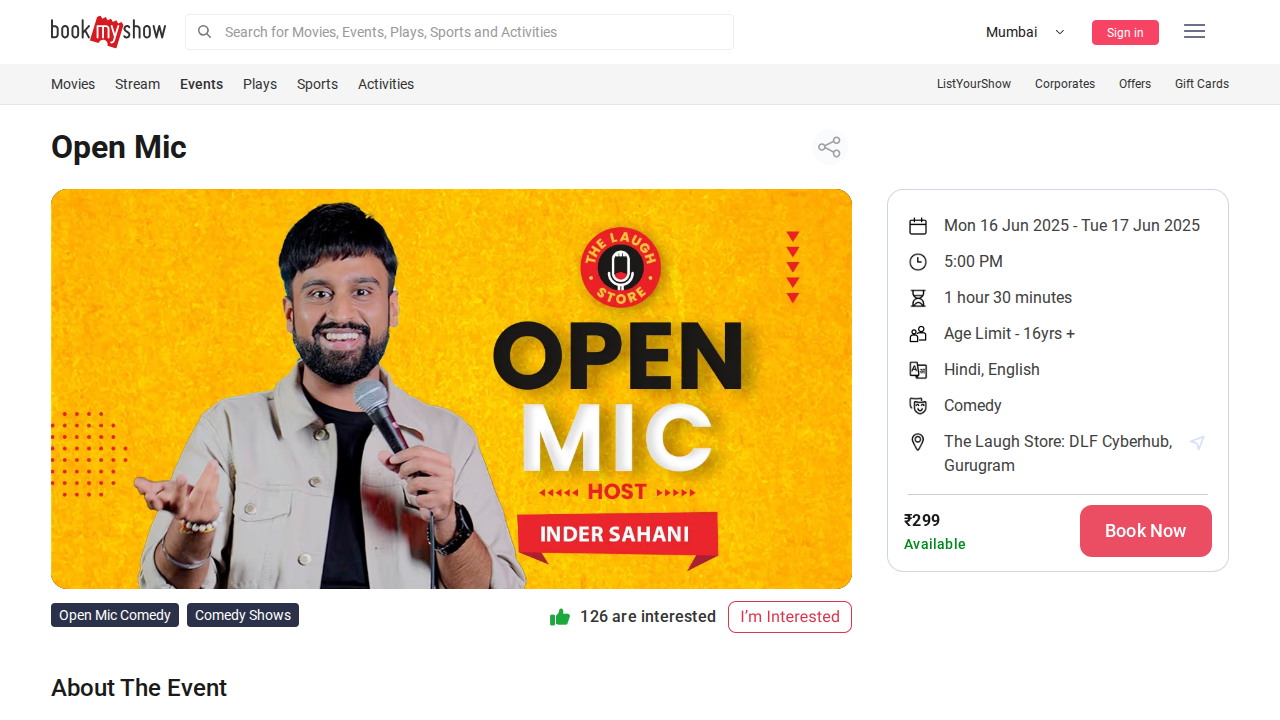 bookmyshow
Search for Movies, Events, Plays, Sports and Activities
Mumbai
Sign in
Movies
Stream
Events
Plays
Sports
Activities
ListYourShow
Corporates
Offers
Gift Cards
Open Mic
THE LAUGH STORE
OPEN
MIC
HOST
INDER SAHANI
Mon 16 Jun 2025 - Tue 17 Jun 2025
5:00 PM
1 hour 30 minutes
Age Limit - 16yrs +
Hindi, English
Comedy
The Laugh Store: DLF Cyberhub,
Gurugram
₹299
Available
Book Now
Open Mic Comedy
Comedy Shows
126 are interested
I’m Interested
About The Event